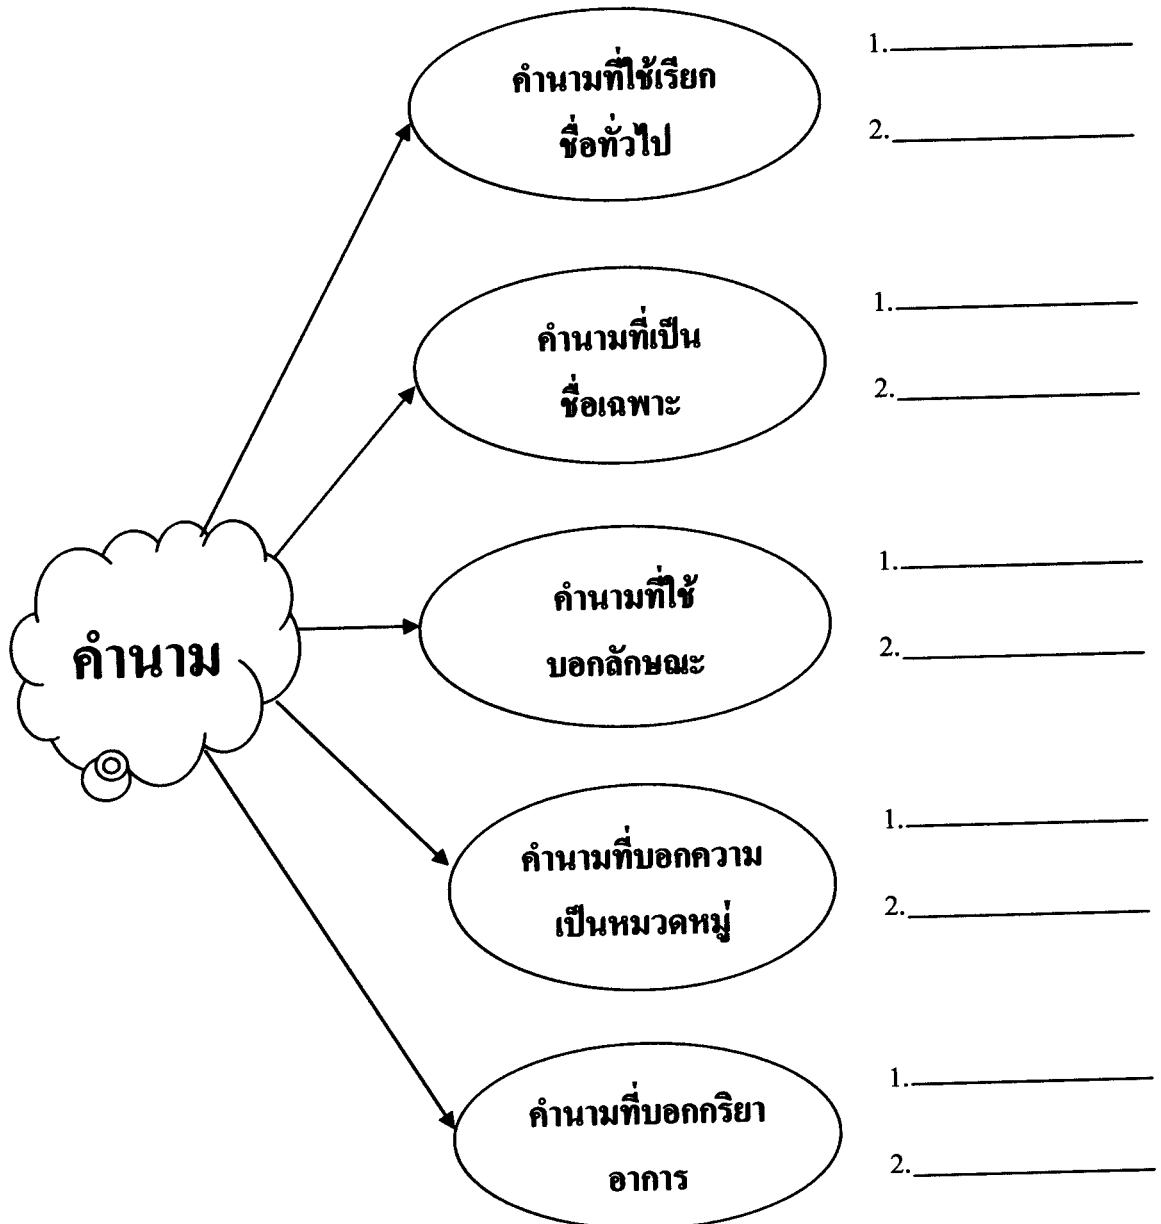 คำนามที่ใช้เรียก
ชื่อทั่วไป
1.
2.
คำนามที่เป็น
ชื่อเฉพาะ
1.
2.
คำนาม
คำนามที่ใช้
บอกลักษณะ
1.
2.
คำนามที่บอกความ
เป็นหมวดหมู่
1.
2.
คำนามที่บอกกริยา
อาการ
1.
2.